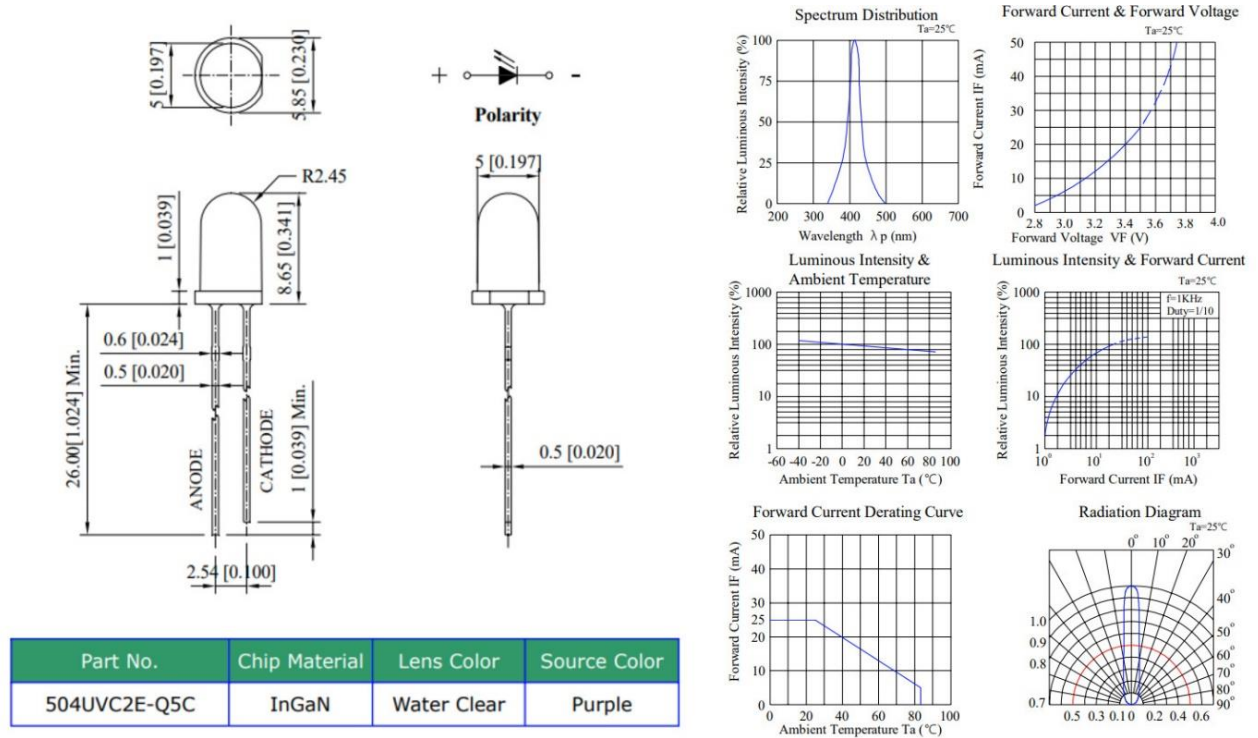 5 [0.197]
5.85 [0.230]
+
-
Polarity
R2.45
1 [0.039]
8.65 [0.341]
5 [0.197]
0.6 [0.024]
0.5 [0.020]
26.00[1.024] Min.
ANODE
CATHODE
1 [0.039] Min.
0.5 [0.020]
2.54 [0.100]
Part No. Chip Material Lens Color Source Color
504UVC2E-Q5C InGaN Water Clear Purple
Spectrum Distribution
Ta=25℃
Relative Luminous Intensity (%)
100
75
50
25
0
200 300 400 500 600 700
Wavelength λ p (nm)
Forward Current & Forward Voltage
Ta=25℃
Forward Current IF (mA)
50
40
30
20
10
0
2.8 3.0 3.2 3.4 3.6 3.8 4.0
Forward Voltage VF (V)
Luminous Intensity &
Ambient Temperature
Relative Luminous Intensity (%)
1000
100
10
1
-60 -40 -20 0 20 40 60 80 100
Ambient Temperature Ta (℃)
Luminous Intensity & Forward Current
Ta=25℃
f=1KHz
Duty=1/10
Relative Luminous Intensity (%)
1000
100
10
1
10⁰ 10¹ 10² 10³
Forward Current IF (mA)
Forward Current Derating Curve
Forward Current IF (mA)
50
40
30
25
20
10
0
0 20 40 60 80 100
Ambient Temperature Ta (℃)
Radiation Diagram
Ta=25℃
0° 10° 20°
30°
40°
50°
60°
70°
80°
90°
1.0
0.9
0.8
0.7
0.5 0.3 0.1 0 0.2 0.4 0.6